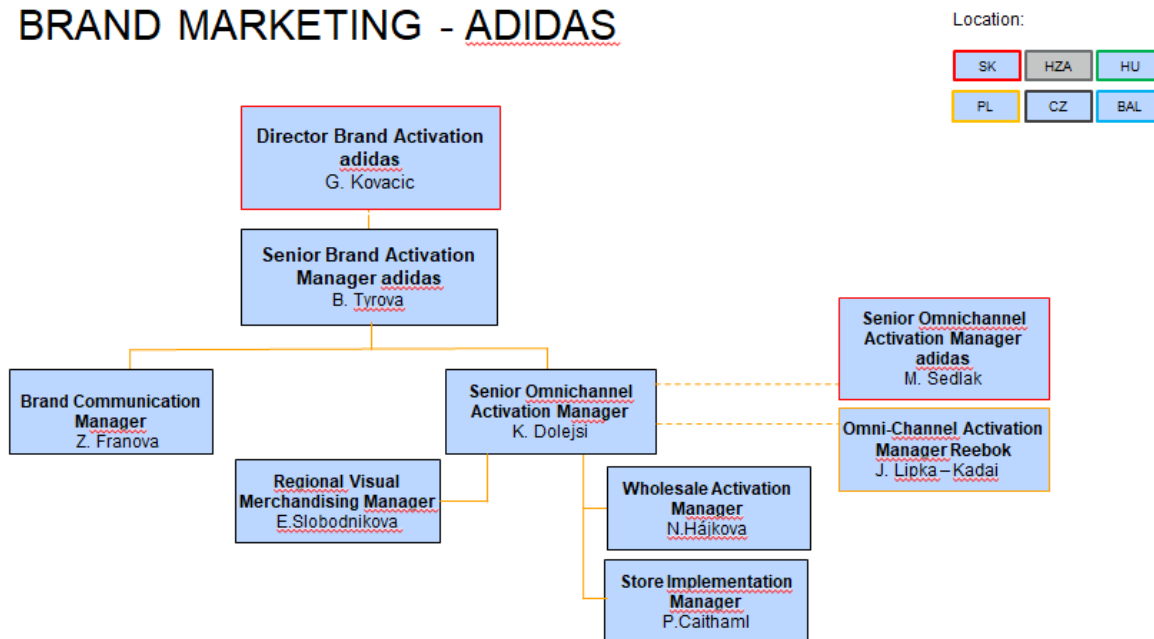 BRAND MARKETING - ADIDAS
Location:
SK
HZA
HU
PL
CZ
BAL
Director Brand Activation
adidas
G. Kovacic
Senior Brand Activation
Manager adidas
B. Tyrova
Brand Communication
Manager
Z. Franova
Senior Omnichannel
Activation Manager
K. Dolejsi
Senior Omnichannel
Activation Manager
adidas
M. Sedlak
Omni-Channel Activation
Manager Reebok
J. Lipka – Kadai
Regional Visual
Merchandising Manager
E.Slobodnikova
Wholesale Activation
Manager
N.Hájkova
Store Implementation
Manager
P.Caithaml